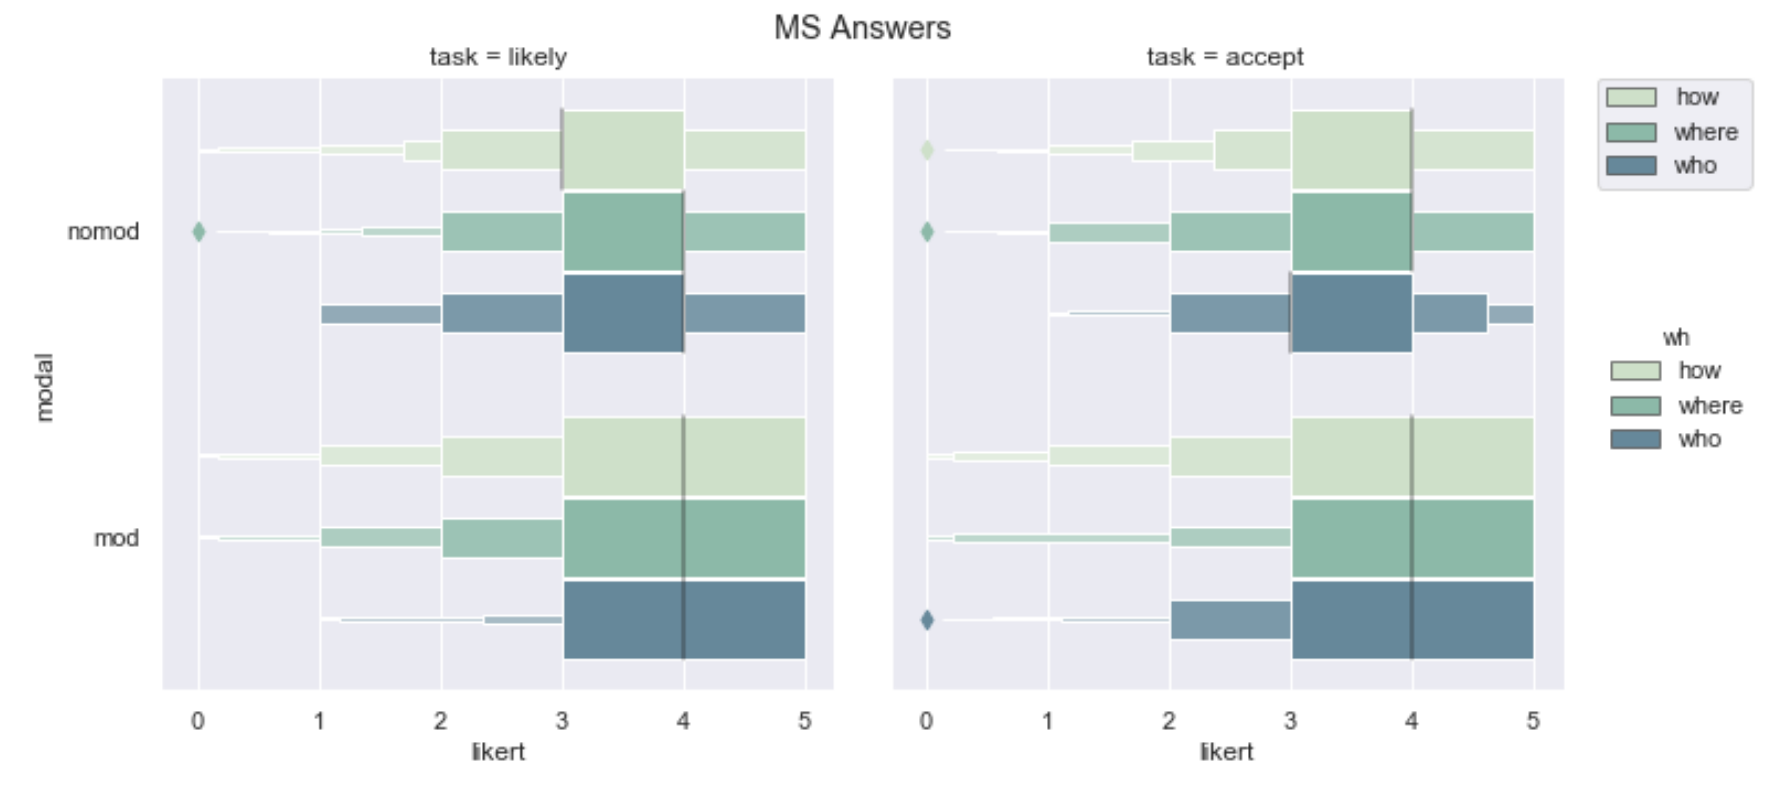 MS Answers
task = likely
task = accept
how
where
who
nomod
mod
modal
wh
how
where
who
0 1 2 3 4 5
0 1 2 3 4 5
likert
likert